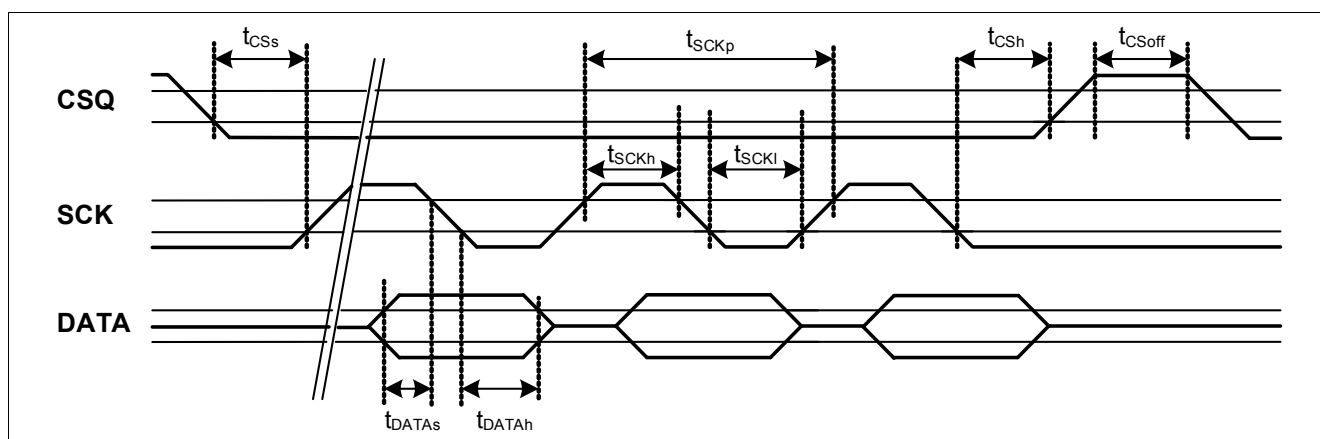 tCSs
tSCKp
tCSh
tCSoff
CSQ
tSCKh
tSCKl
SCK
DATA
tDATAs
tDATAh